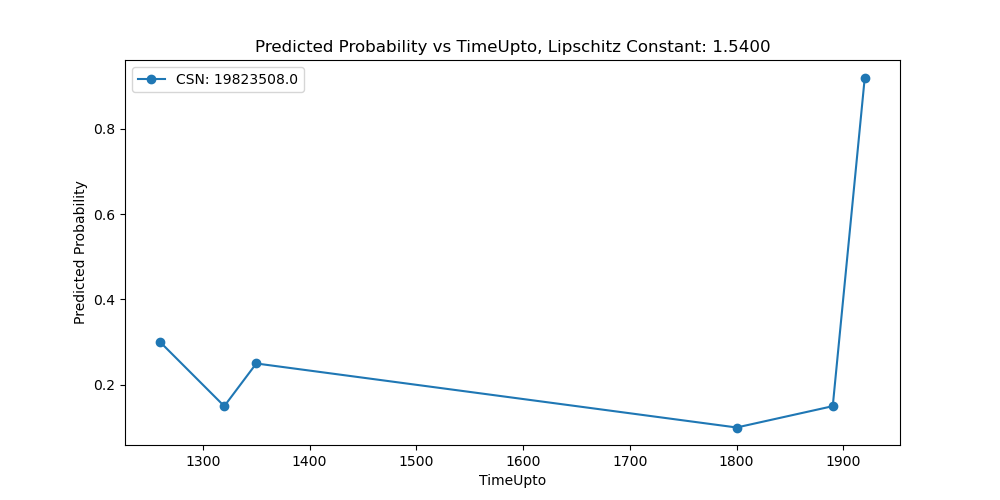 Predicted Probability vs TimeUpto, Lipschitz Constant: 1.5400
CSN: 19823508.0
Predicted Probability
0.8
0.6
0.4
0.2
1300 1400 1500 1600 1700 1800 1900
TimeUpto